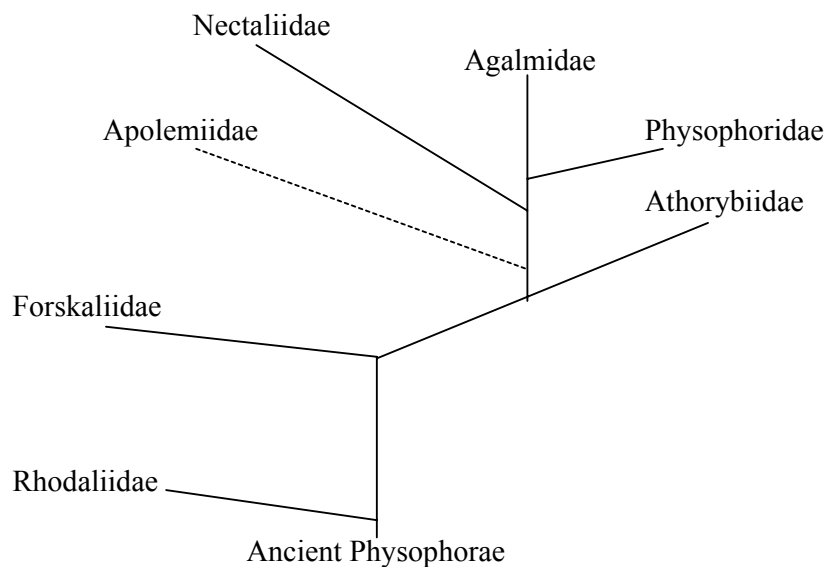 Nectaliidae
Agalmidae
Apolemiidae
Physophoridae
Athorybiidae
Forskaliidae
Rhodaliidae
Ancient Physophorae